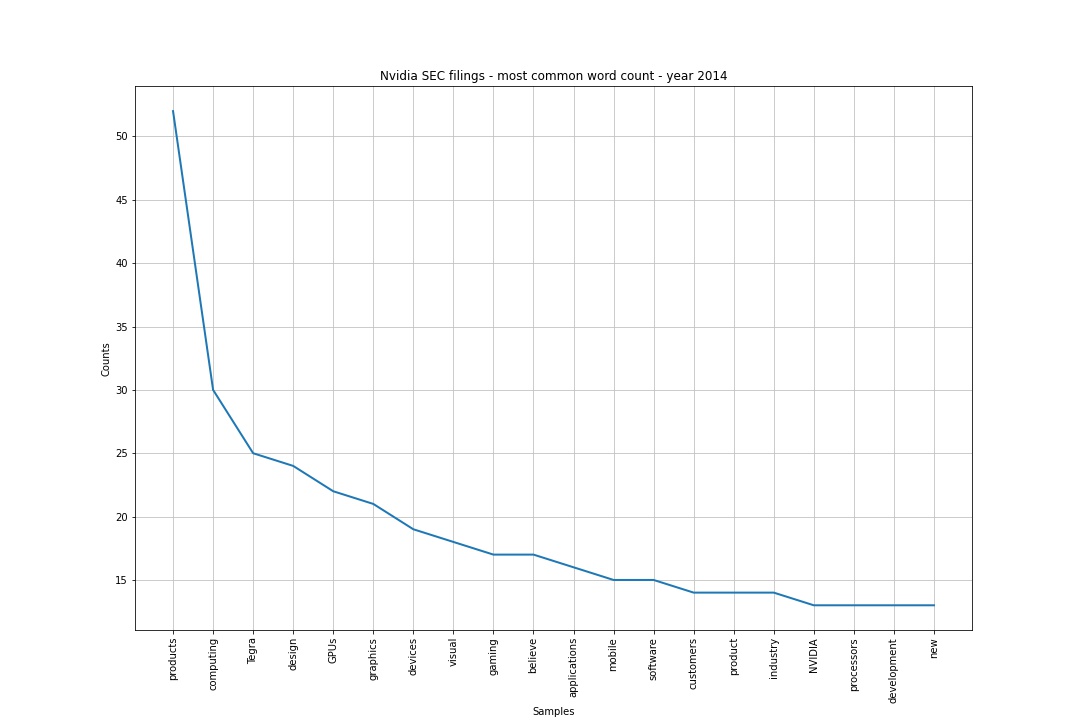 Nvidia SEC filings - most common word count - year 2014
50
45
40
35
30
25
20
15
Counts
products
computing
Tegra
design
GPUs
graphics
devices
visual
gaming
believe
applications
mobile
software
customers
product
industry
NVIDIA
processors
development
new
Samples